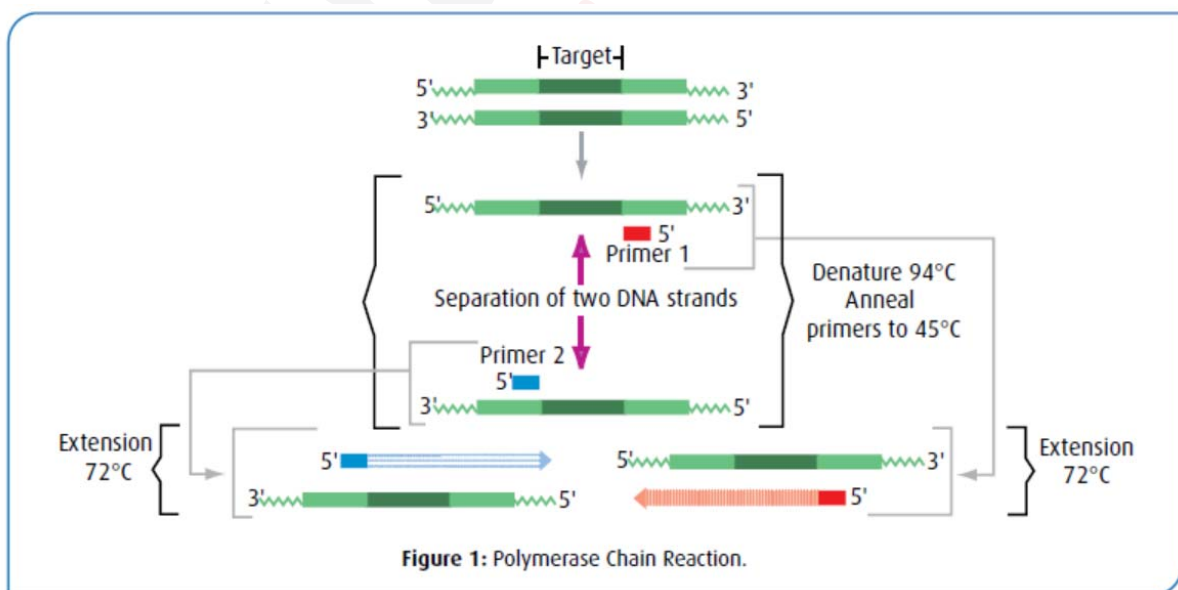 Target
5' 3'
3' 5'
5' 3'
5'
Primer 1
Separation of two DNA strands
Denature 94°C
Anneal
primers to 45°C
Primer 2
5'
3' 5'
Extension
72°C
5'
3' 5'
5' 3'
5'
Extension
72°C
Figure 1: Polymerase Chain Reaction.